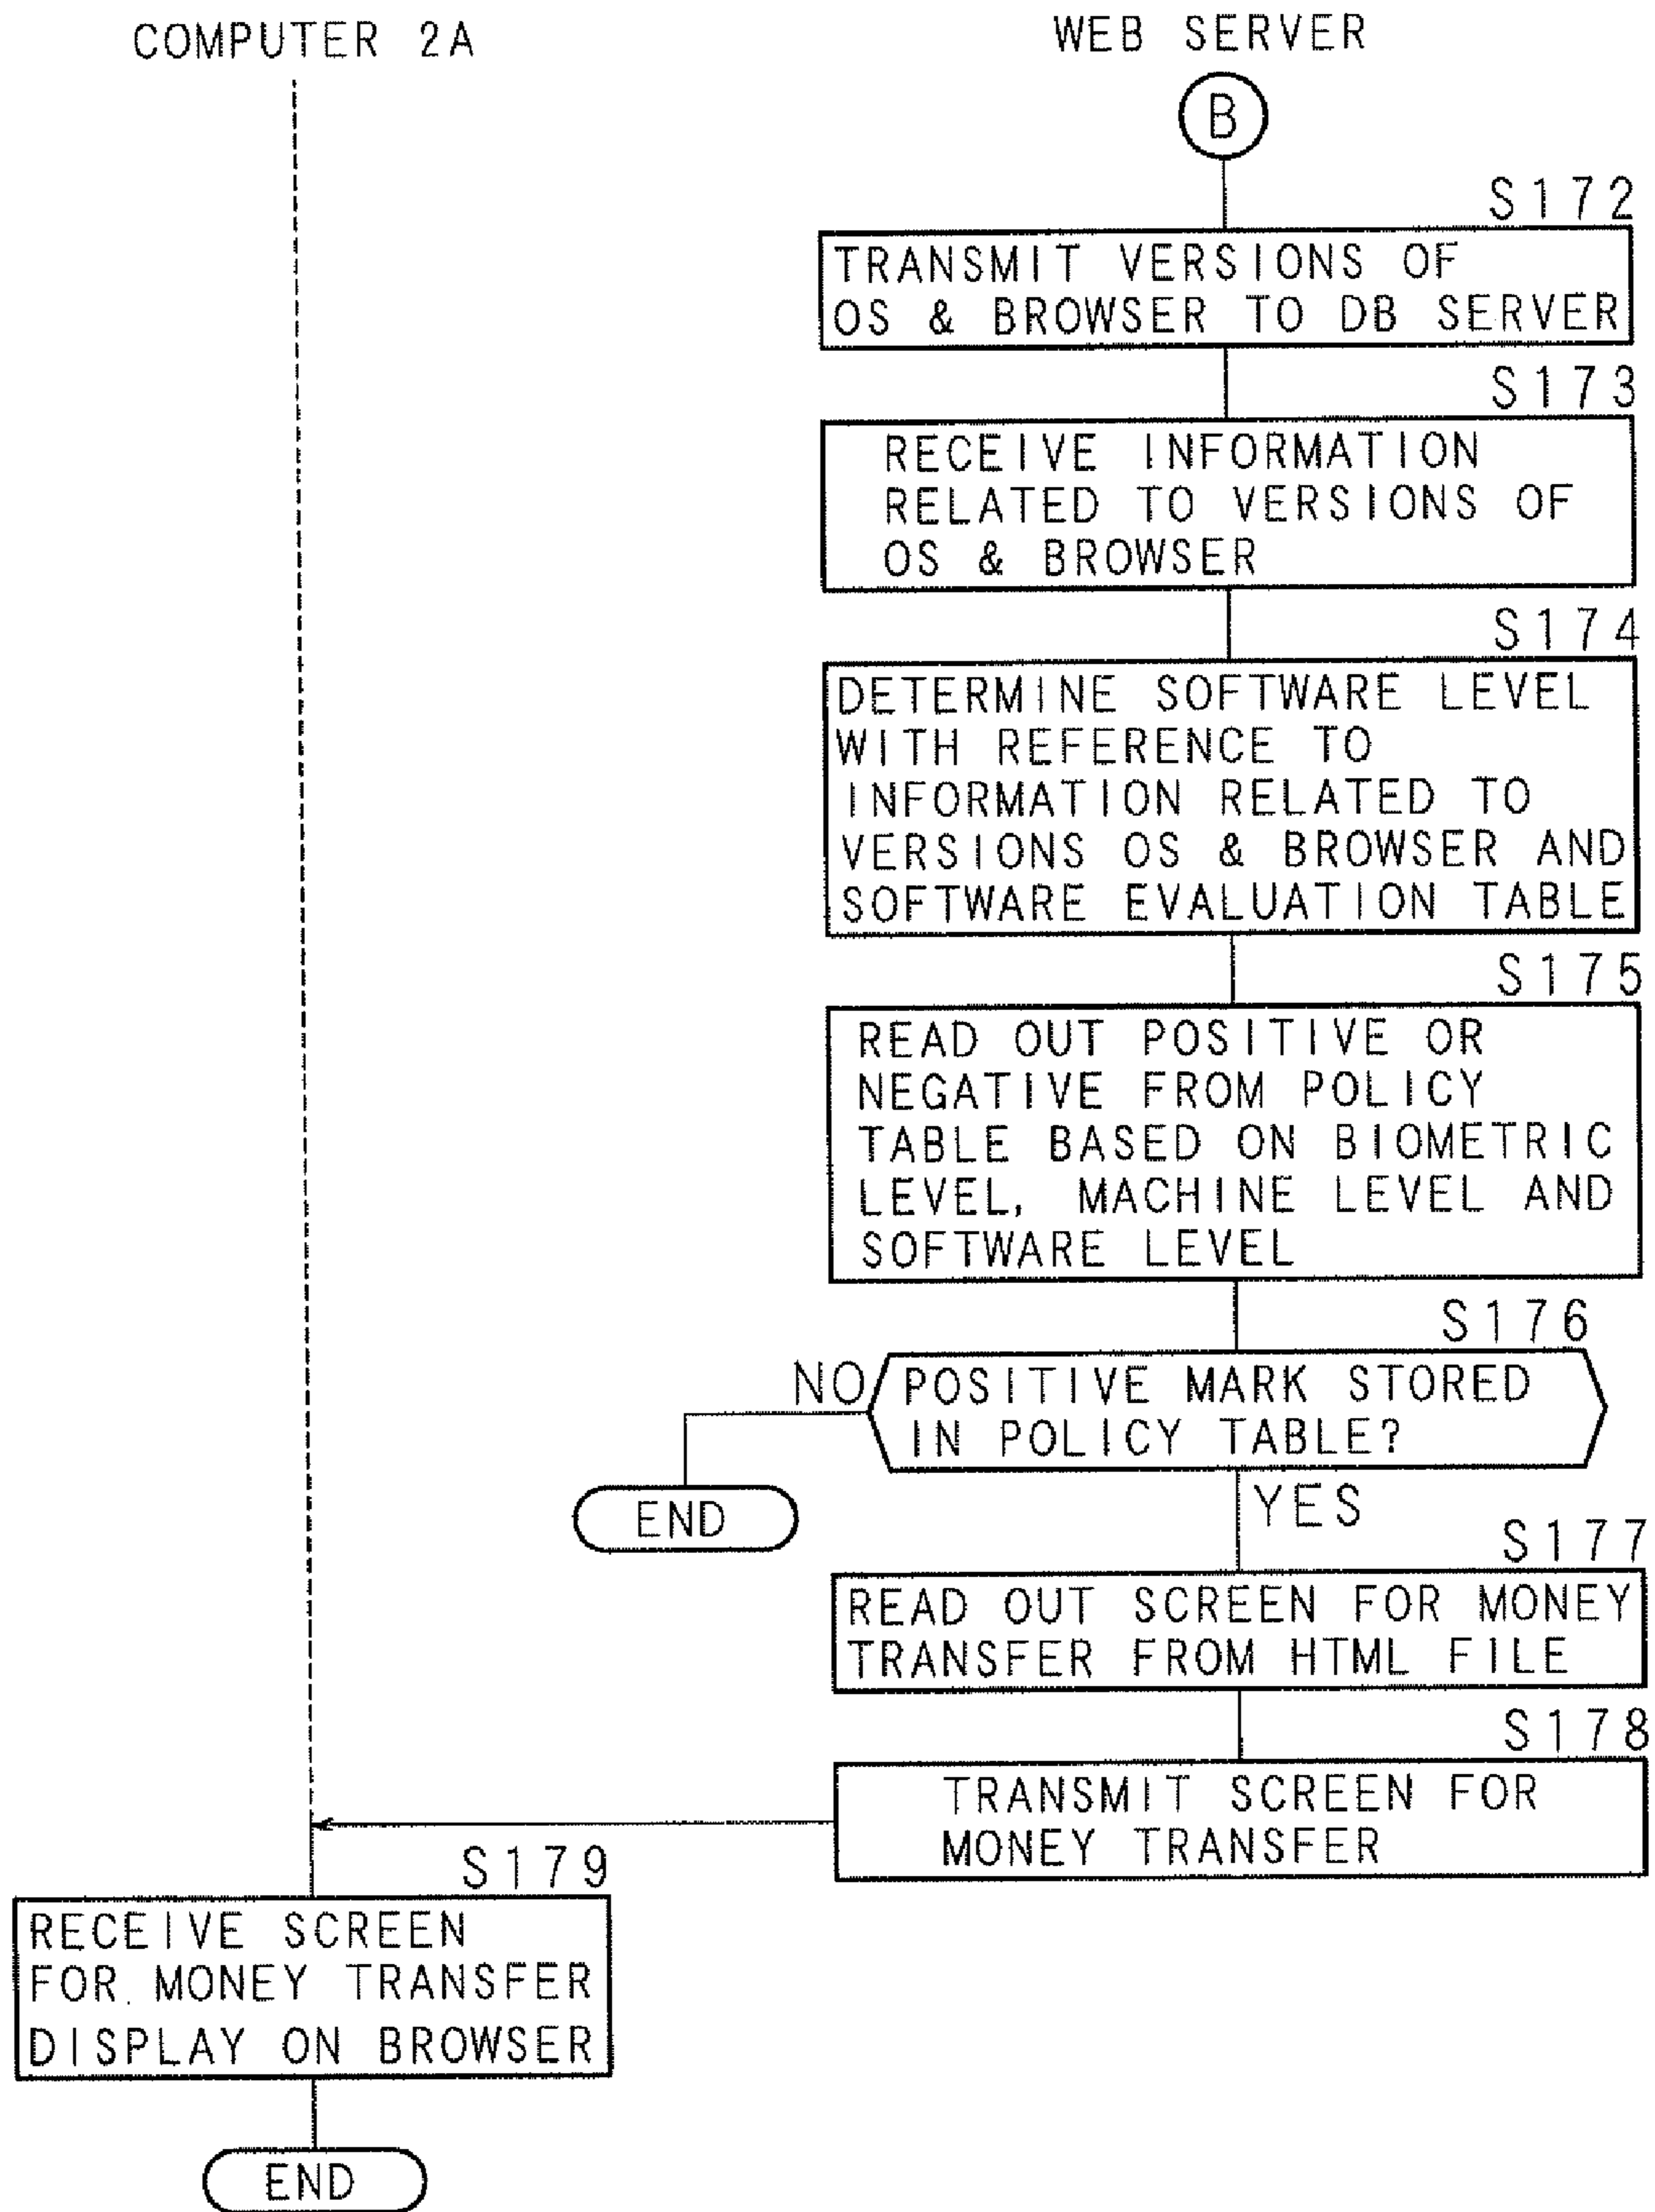 COMPUTER 2A
WEB SERVER
B
S172
TRANSMIT VERSIONS OF
OS & BROWSER TO DB SERVER
S173
RECEIVE INFORMATION
RELATED TO VERSIONS OF
OS & BROWSER
S174
DETERMINE SOFTWARE LEVEL
WITH REFERENCE TO
INFORMATION RELATED TO
VERSIONS OS & BROWSER AND
SOFTWARE EVALUATION TABLE
S175
READ OUT POSITIVE OR
NEGATIVE FROM POLICY
TABLE BASED ON BIOMETRIC
LEVEL, MACHINE LEVEL AND
SOFTWARE LEVEL
S176
NO
POSITIVE MARK STORED
IN POLICY TABLE?
END
YES
S177
READ OUT SCREEN FOR MONEY
TRANSFER FROM HTML FILE
S178
TRANSMIT SCREEN FOR
MONEY TRANSFER
S179
RECEIVE SCREEN
FOR MONEY TRANSFER
DISPLAY ON BROWSER
END